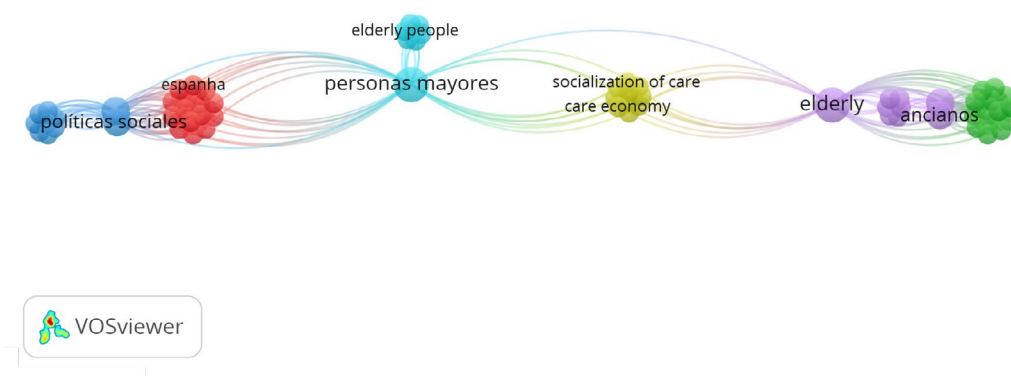 elderly people
espanha
personas mayores
socialization of care
care economy
elderly
ancianos
políticas sociales
VOSviewer